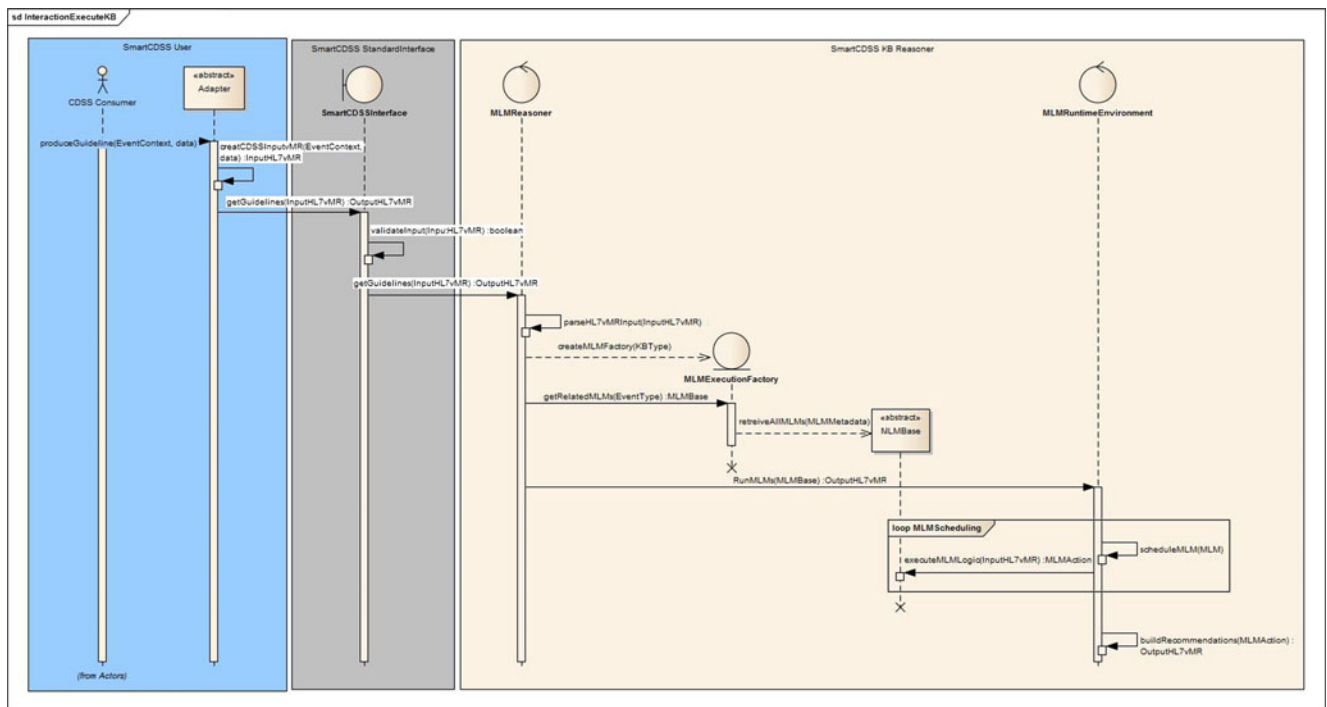 sd InteractionExecuteKB
SmartCDSS User
SmartCDSS StandardInterface
SmartCDSS KB Reasoner
CDSS Consumer
«abstract»
Adapter
SmartCDSSInterface
MLMReasoner
MLMRuntimeEnvironment
produceGuideline(EventContext, data)
creatCDSSInputvMR(EventContext,
data) :InputHL7vMR
getGuidelines(InputHL7vMR) :OutputHL7vMR
validateInput(InputHL7vMR) :boolean
getGuidelines(InputHL7vMR) :OutputHL7vMR
parseHL7vMRInput(InputHL7vMR)
createMLMFactory(KBType)
MLMExecutionFactory
getRelatedMLMs(EventType) :MLMBase
retreiveAllMLMs(MLMMetadata)
«abstract»
MLMBase
RunMLMs(MLMBase) :OutputHL7vMR
loop MLMScheduling
scheduleMLM(MLM)
executeMLMLogic(InputHL7vMR) :MLMAction
buildRecommendations(MLMAction) :
OutputHL7vMR
(from Actors)